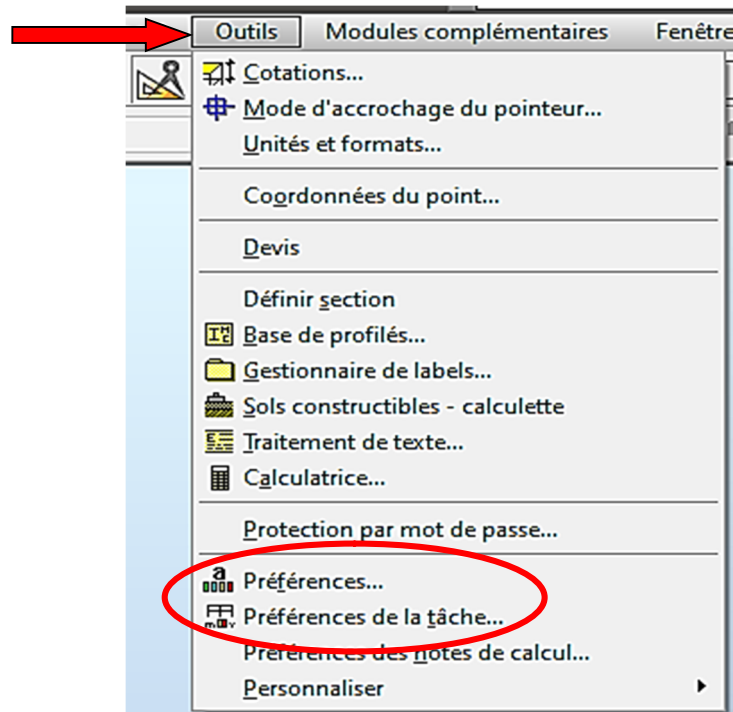 Outils Modules complémentaires Fenêtre
Cotations...
Mode d'accrochage du pointeur...
Unités et formats...
Coordonnées du point...
Devis
Définir section
Base de profilés...
Gestionnaire de labels...
Sols constructibles - calculette
Traitement de texte...
Calculatrice...
Protection par mot de passe...
Préférences...
Préférences de la tâche...
Préférences des notes de calcul...
Personnaliser